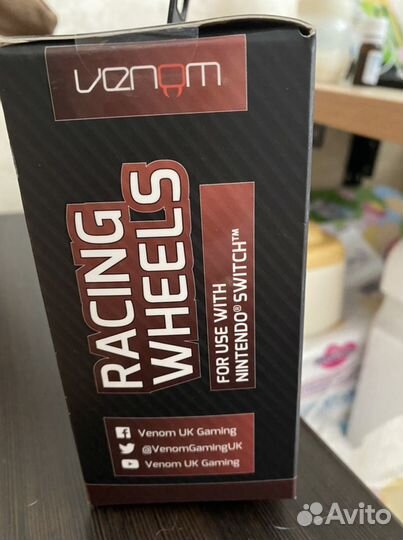 venom
RACING
WHEELS
FOR USE WITH
NINTENDO® SWITCH™
Venom UK Gaming
@VenomGamingUK
Venom UK Gaming
Avito